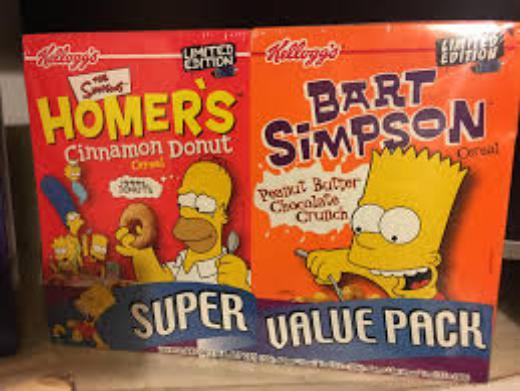 Kellogg's
LIMITED
EDITION
THE
SIMPSONS
HOMER'S
Cinnamon Donut
Cereal
SUPER
Kellogg's
LIMITED
EDITION
BART
SIMPSON
Cereal
Peanut Butter
Chocolate
Crunch
VALUE PACK